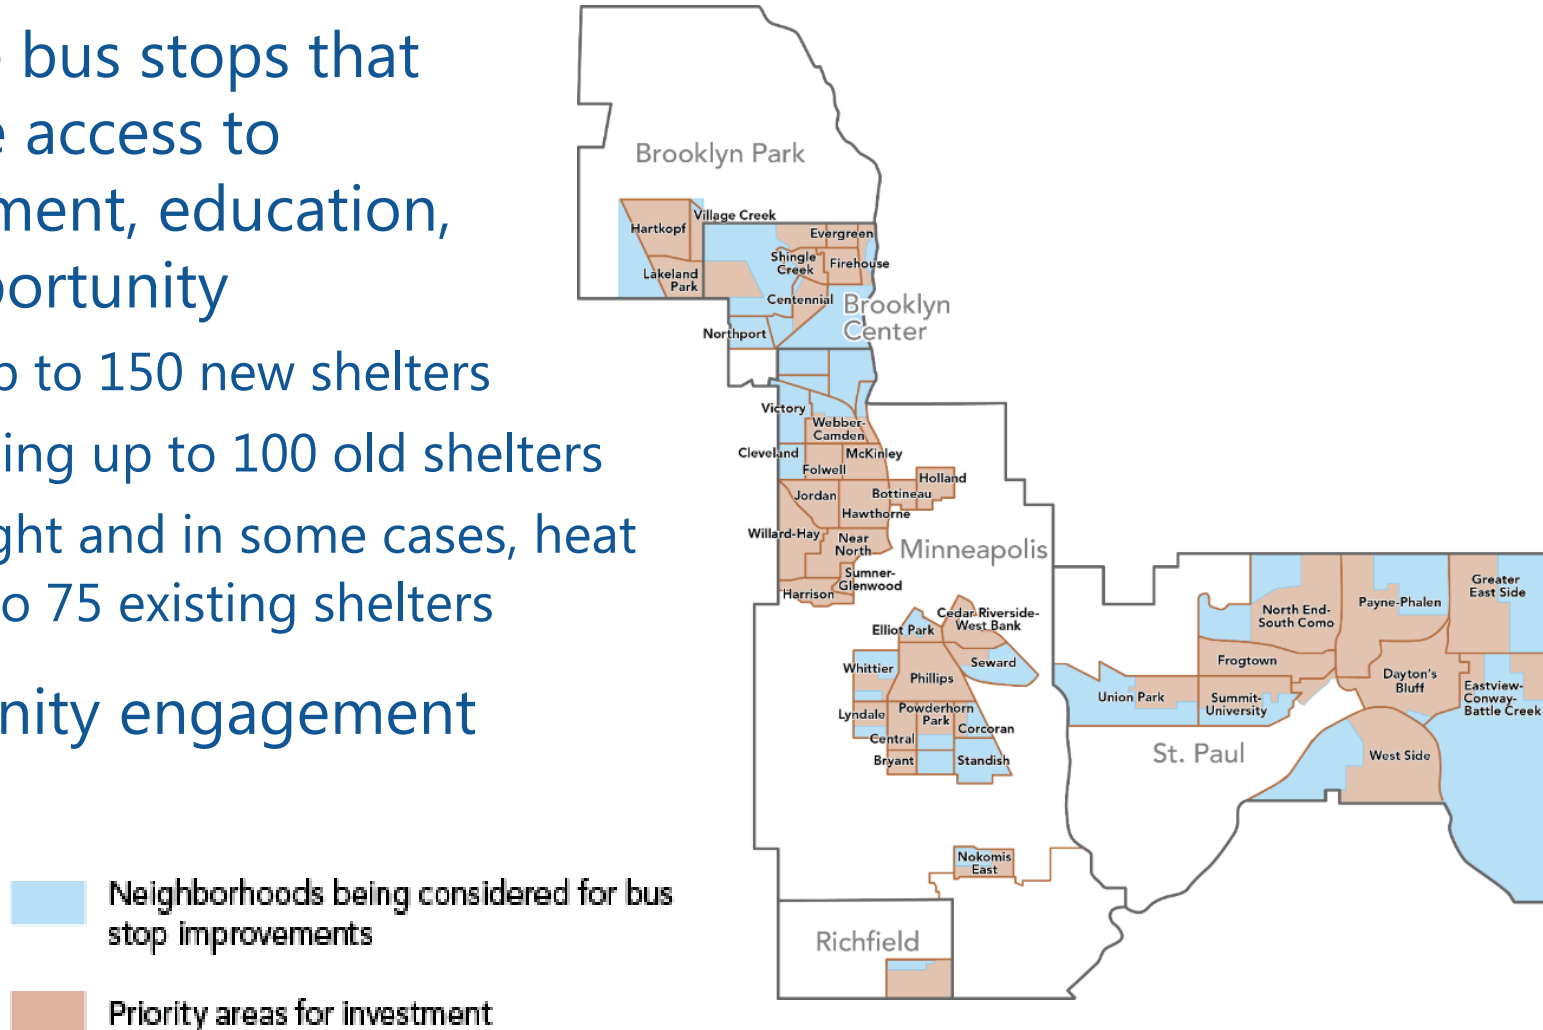 bus stops that
access to
ment, education,
portunity
to 150 new shelters
ing up to 100 old shelters
ght and in some cases, heat
to 75 existing shelters
nity engagement
Neighborhoods being considered for bus
stop improvements
Priority areas for investment
Brooklyn Park
Village Creek
Hartkopf
Evergreen
Shingle
Creek
Firehouse
Lakeland
Park
Centennial
Brooklyn
Center
Northport
Victory
Webber-
Camden
Cleveland
McKinley
Folwell
Holland
Jordan
Bottineau
Hawthorne
Willard-Hay
Near
North
Minneapolis
Sumner-
Glenwood
Harrison
Cedar Riverside-
West Bank
Elliot Park
Whittier
Seward
Phillips
Lyndale
Powderhorn
Park
Corcoran
Central
Bryant
Standish
Nokomis
East
Richfield
Greater
East Side
Payne-Phalen
North End-
South Como
Frogtown
Dayton's
Bluff
Union Park
Summit-
University
Eastview-
Conway-
Battle Creek
St. Paul
West Side